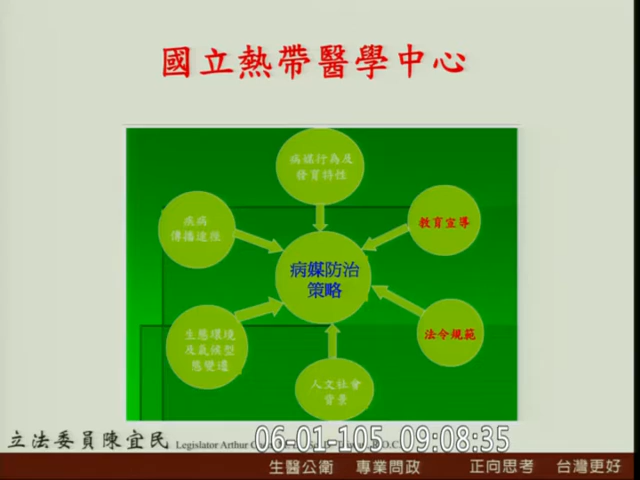 國立熱帶醫學中心
病媒行為及
發育特性
疾病
傳播途徑
教育宣導
病媒防治
策略
生態環境
及氣候型
態變遷
法令規範
人文社會
背景
立法委員陳宜民 Legislator Arthur
06-01-105 09:08:35
生醫公衛 專業問政 正向思考 台灣更好